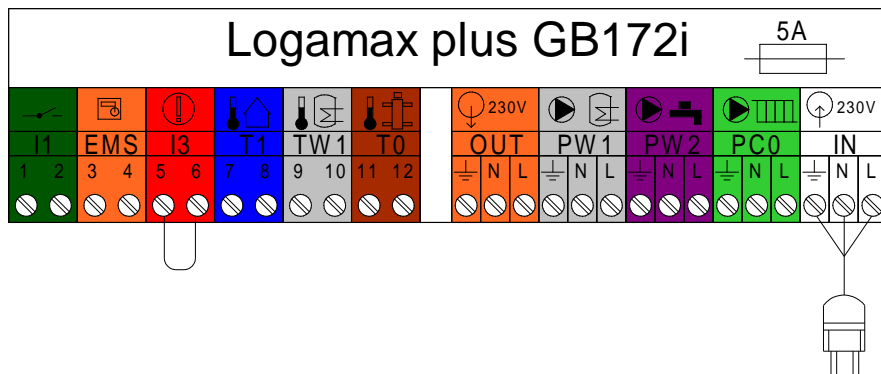 Logamax plus GB172i
5A
230V 230V
I1 EMS I3 T1 TW1 T0 OUT PW1 PW2 PC0 IN
1 2 3 4 5 6 7 8 9 10 11 12 N L N L N L N L N L